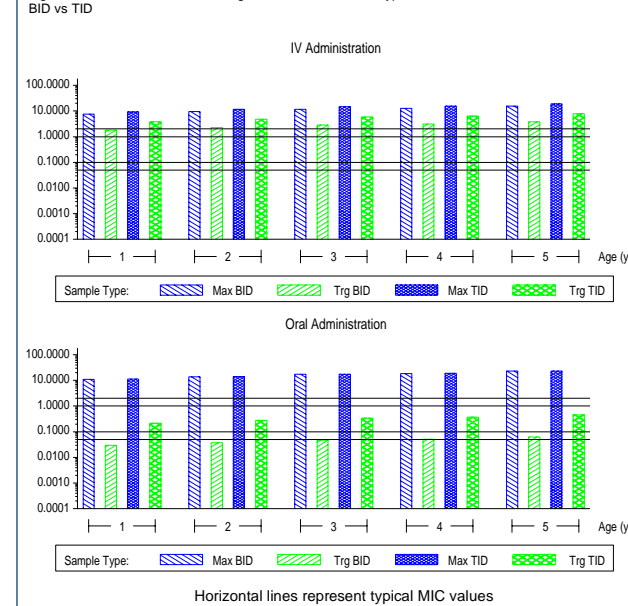 BID vs TID
IV Administration
100.0000
10.0000
1.0000
0.1000
0.0100
0.0010
0.0001
1 2 3 4 5 Age (y
Sample Type: Max BID Trg BID Max TID Trg TID
Oral Administration
100.0000
10.0000
1.0000
0.1000
0.0100
0.0010
0.0001
1 2 3 4 5 Age (y
Sample Type: Max BID Trg BID Max TID Trg TID
Horizontal lines represent typical MIC values